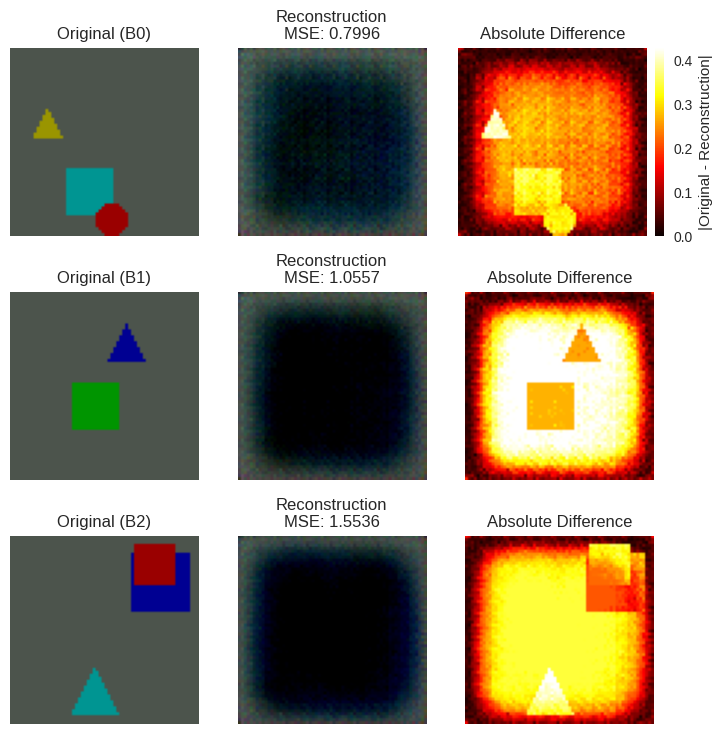 Original (B0)
Reconstruction
MSE: 0.7996
Absolute Difference
0.4
0.3
0.2
0.1
0.0
|Original - Reconstruction|
Original (B1)
Reconstruction
MSE: 1.0557
Absolute Difference
Original (B2)
Reconstruction
MSE: 1.5536
Absolute Difference